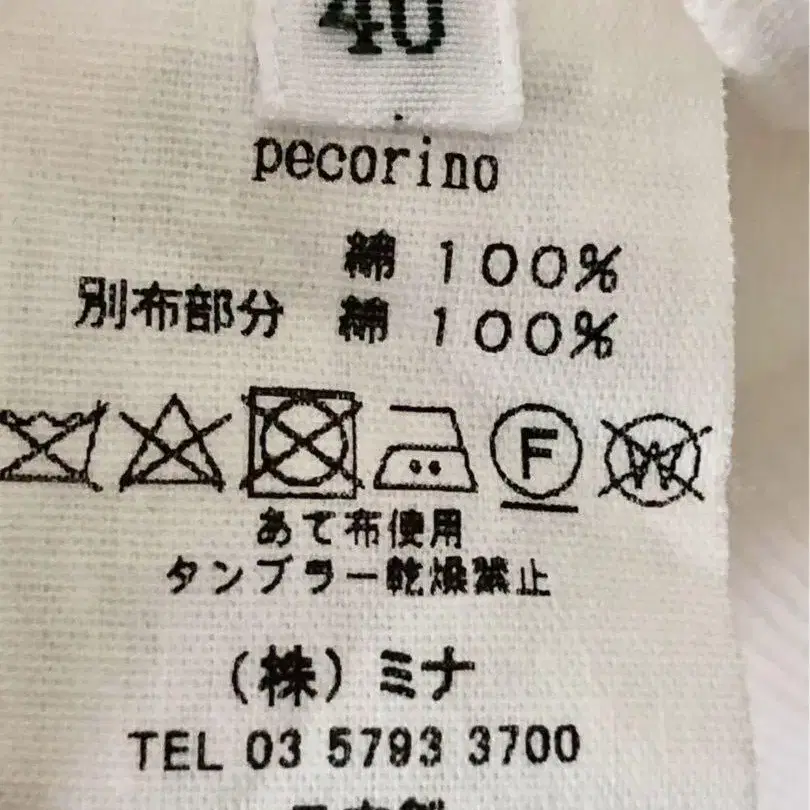 40
pecorino
綿 100%
別布部分 綿 100%
F W
あて布使用
タンブラー乾燥禁止
(株)ミナ
TEL 03 5793 3700